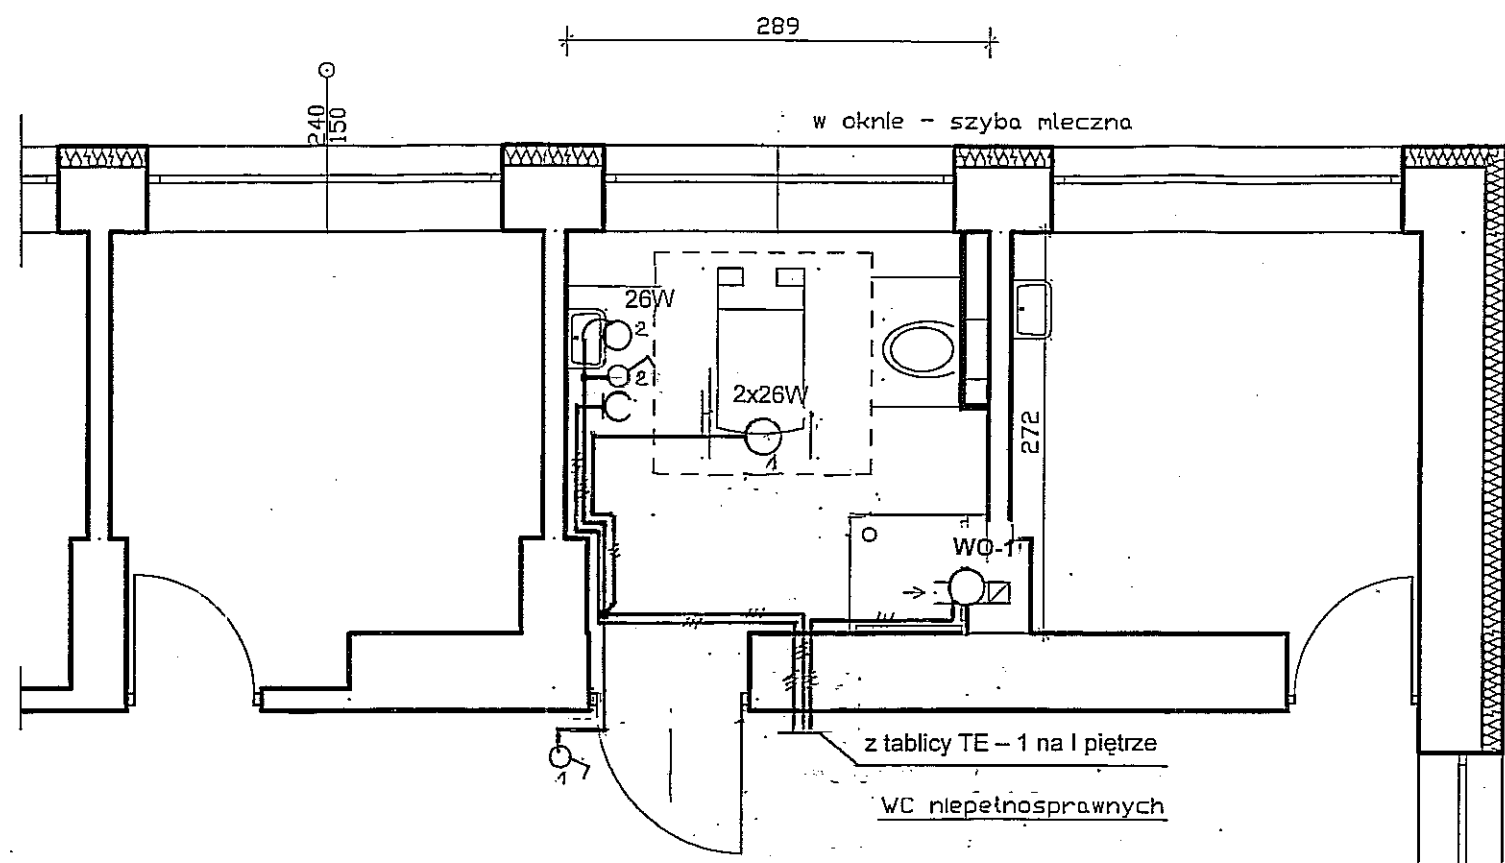 289
240
150
w oknie - szyba mleczna
26W
2
2
2x26W
1
272
WO-1
1
z tablicy TE – 1 na I piętrze
WC niepełnosprawnych